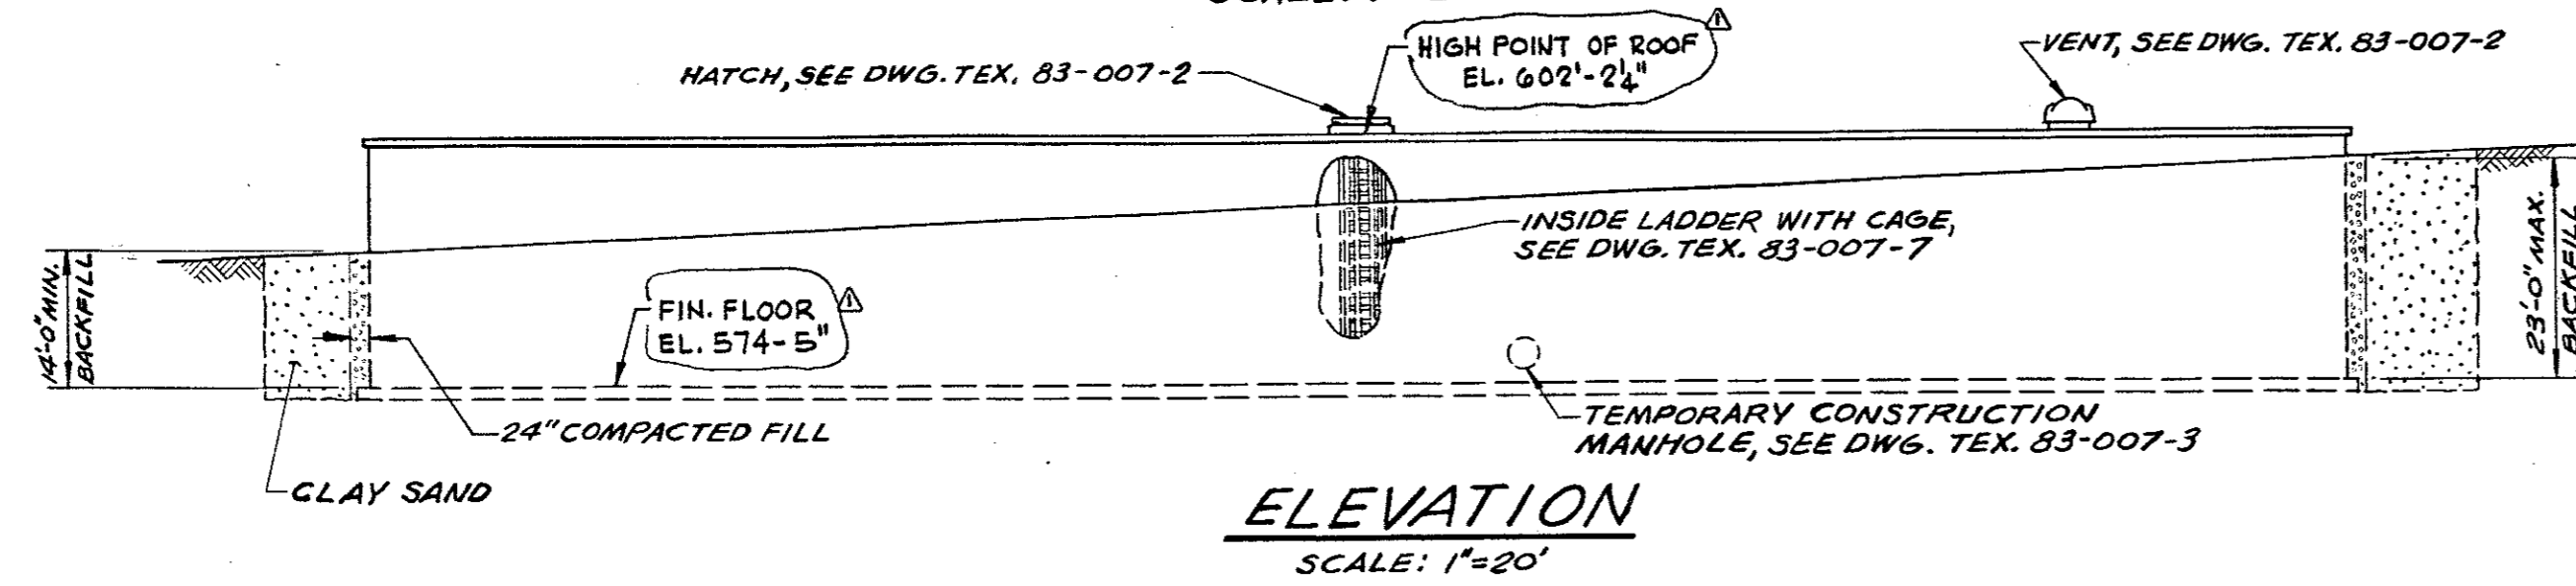 HIGH POINT OF ROOF
EL. 602'-2¼"
1
VENT, SEE DWG. TEX. 83-007-2
HATCH, SEE DWG. TEX. 83-007-2
INSIDE LADDER WITH CAGE,
SEE DWG. TEX. 83-007-7
14'-0" MIN.
BACKFILL
FIN. FLOOR
EL. 574-5"
1
23'-0" MAX.
BACKFILL
24" COMPACTED FILL
TEMPORARY CONSTRUCTION
MANHOLE, SEE DWG. TEX. 83-007-3
CLAY SAND
ELEVATION
SCALE: 1"=20'